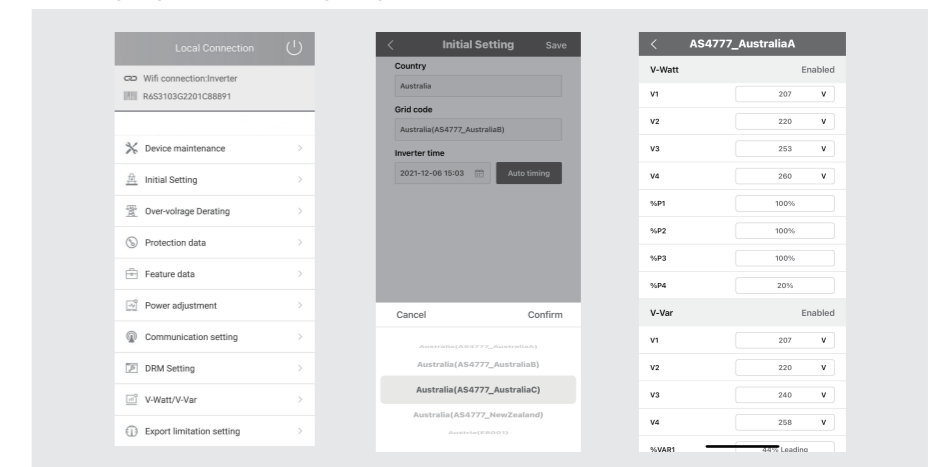 Local Connection
Wifi connection:Inverter
R6S3103G2201C88891
Device maintenance
Initial Setting
Over-volrage Derating
Protection data
Feature data
Power adjustment
Communication setting
DRM Setting
V-Watt/V-Var
Export limitation setting
Initial Setting Save
Country
Australia
Grid code
Australia(AS4777_AustraliaB)
Inverter time
2021-12-06 15:03 Auto timing
Cancel Confirm
Australia(AS4777_AustraliaA)
Australia(AS4777_AustraliaB)
Australia(AS4777_AustraliaC)
Australia(AS4777_NewZealand)
AS4777_AustraliaA
V-Watt Enabled
V1 207 V
V2 220 V
V3 253 V
V4 260 V
%P1 100%
%P2 100%
%P3 100%
%P4 20%
V-Var Enabled
V1 207 V
V2 220 V
V3 240 V
V4 258 V
%VAR1 44% Leading